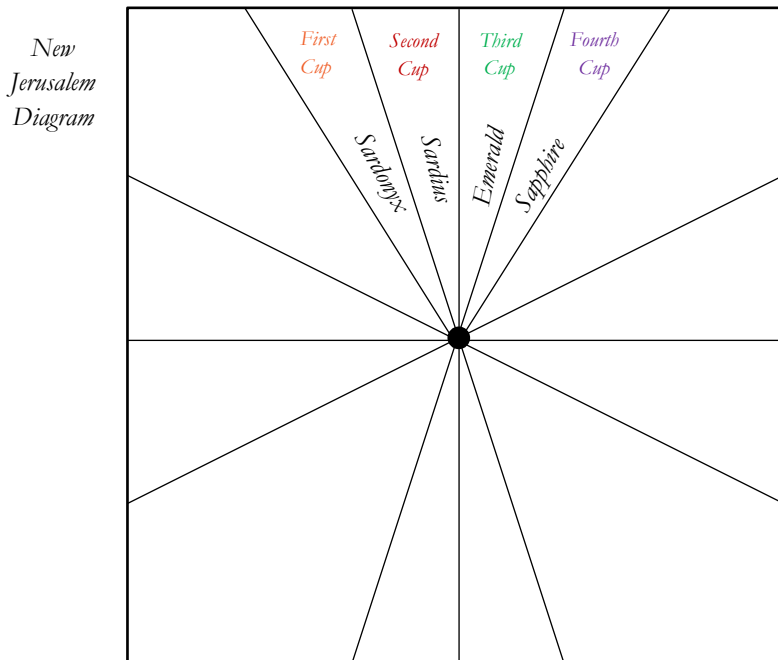 New
Jerusalem
Diagram
First
Cup
Second
Cup
Third
Cup
Fourth
Cup
Sardonyx
Sardius
Emerald
Sapphire